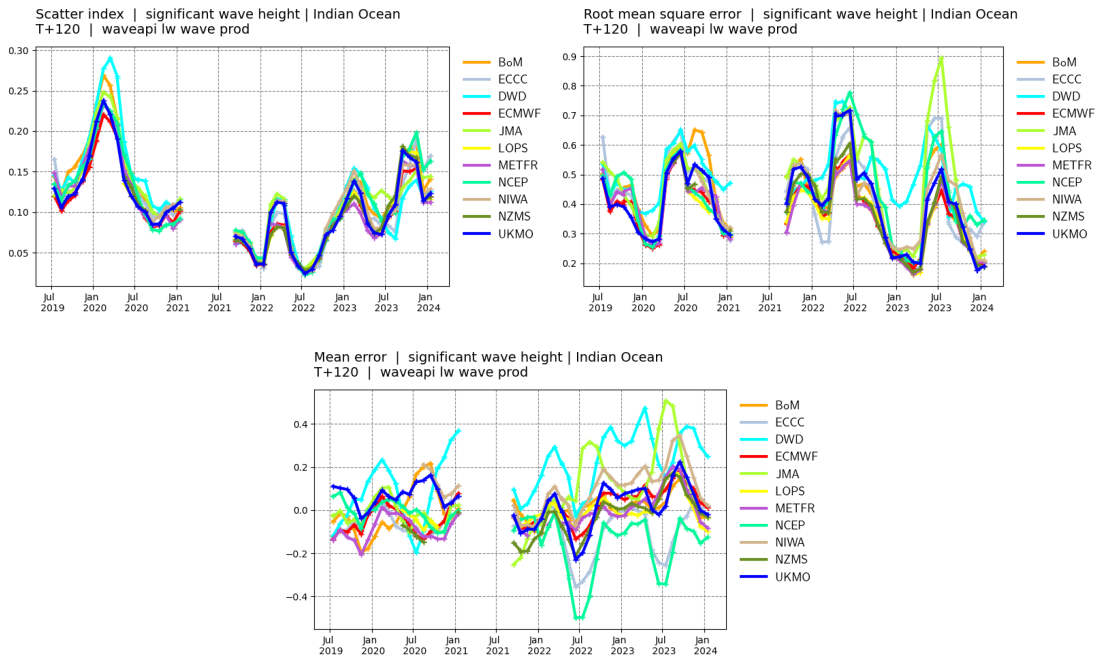 Scatter index | significant wave height | Indian Ocean
T+120 | waveapi lw wave prod
0.30
0.25
0.20
0.15
0.10
0.05
Jul Jan Jul Jan Jul Jan Jul Jan Jul Jan
2019 2020 2020 2021 2021 2022 2022 2023 2023 2024
BoM
ECCC
DWD
ECMWF
JMA
LOPS
METFR
NCEP
NIWA
NZMS
UKMO
Root mean square error | significant wave height | Indian Ocean
T+120 | waveapi lw wave prod
0.9
0.8
0.7
0.6
0.5
0.4
0.3
0.2
Jul Jan Jul Jan Jul Jan Jul Jan Jul Jan
2019 2020 2020 2021 2021 2022 2022 2023 2023 2024
BoM
ECCC
DWD
ECMWF
JMA
LOPS
METFR
NCEP
NIWA
NZMS
UKMO
Mean error | significant wave height | Indian Ocean
T+120 | waveapi lw wave prod
0.4
0.2
0.0
−0.2
−0.4
Jul Jan Jul Jan Jul Jan Jul Jan Jul Jan
2019 2020 2020 2021 2021 2022 2022 2023 2023 2024
BoM
ECCC
DWD
ECMWF
JMA
LOPS
METFR
NCEP
NIWA
NZMS
UKMO